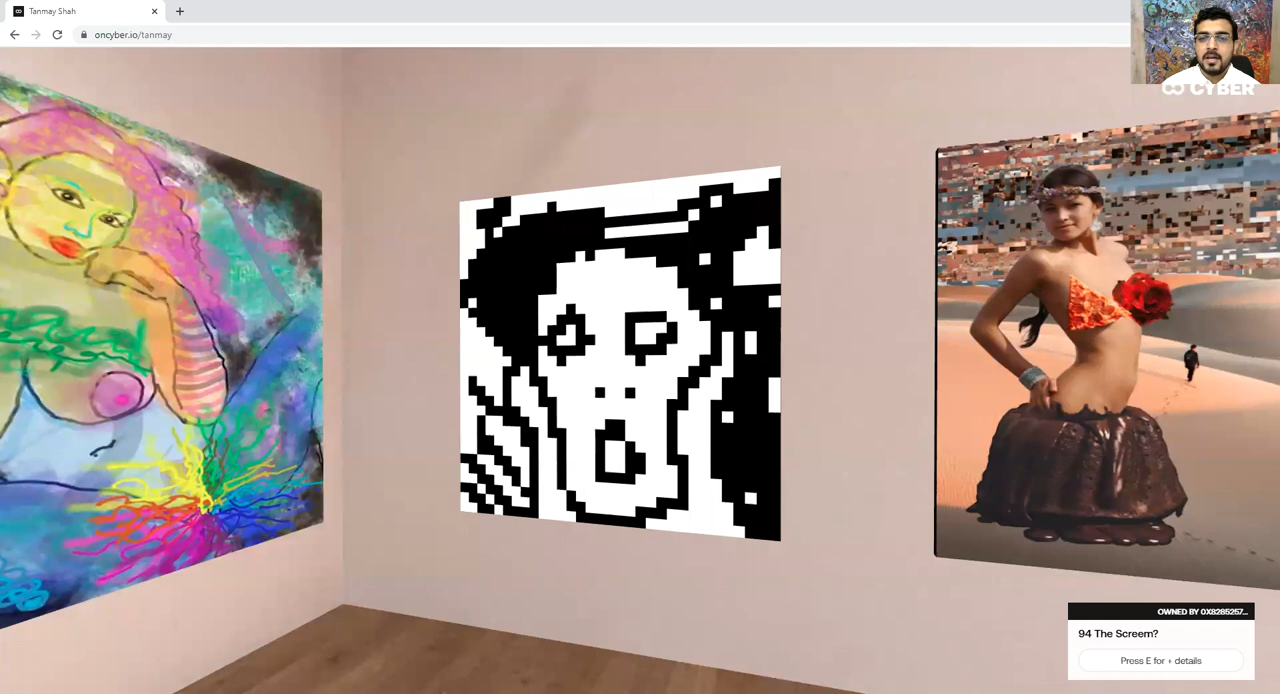 Tanmay Shah
oncyber.io/tanmay
CYBER
OWNED BY 0X8285257...
94 The Screem?
Press E for + details